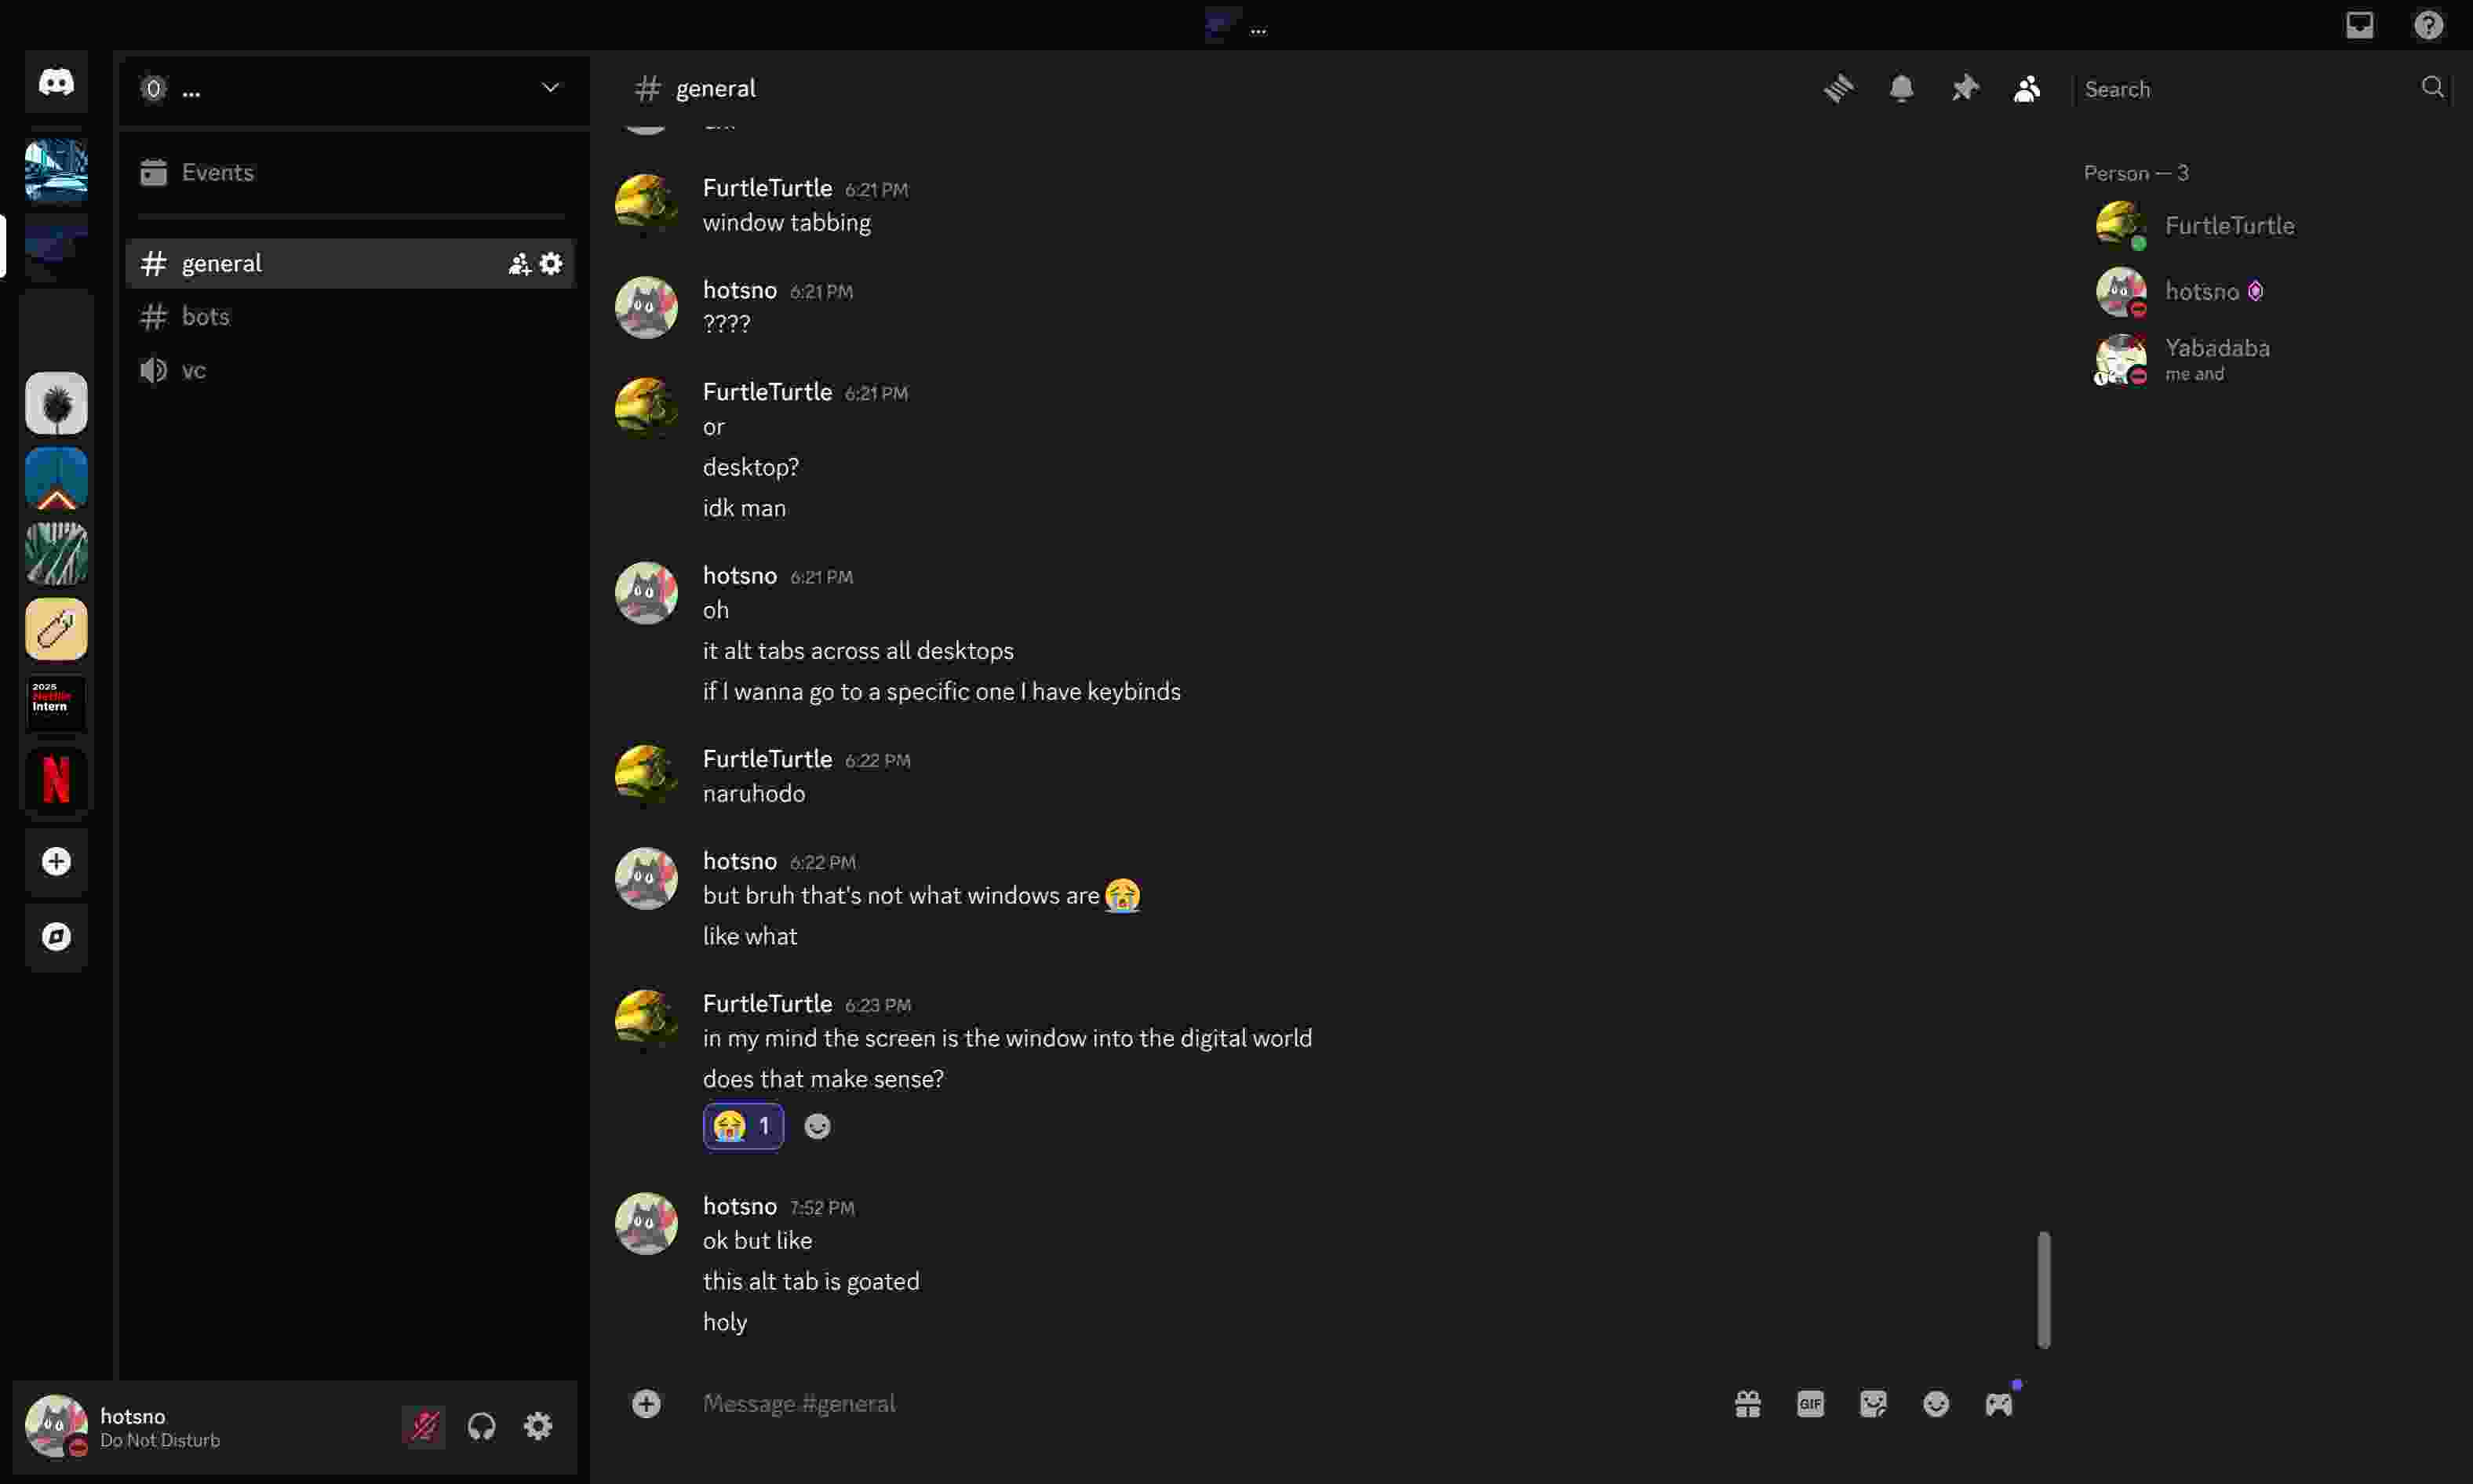 ...
...
Events
general
bots
vc
2025
Netflix
Intern
N
hotsno
Do Not Disturb
general
Search
FurtleTurtle 6:21 PM
window tabbing
hotsno 6:21 PM
????
FurtleTurtle 6:21 PM
or
desktop?
idk man
hotsno 6:21 PM
oh
it alt tabs across all desktops
if I wanna go to a specific one I have keybinds
FurtleTurtle 6:22 PM
naruhodo
hotsno 6:22 PM
but bruh that's not what windows are 😭
like what
FurtleTurtle 6:23 PM
in my mind the screen is the window into the digital world
does that make sense?
😭 1
hotsno 7:52 PM
ok but like
this alt tab is goated
holy
Message #general
GIF
Person — 3
FurtleTurtle
hotsno
Yabadaba
me and